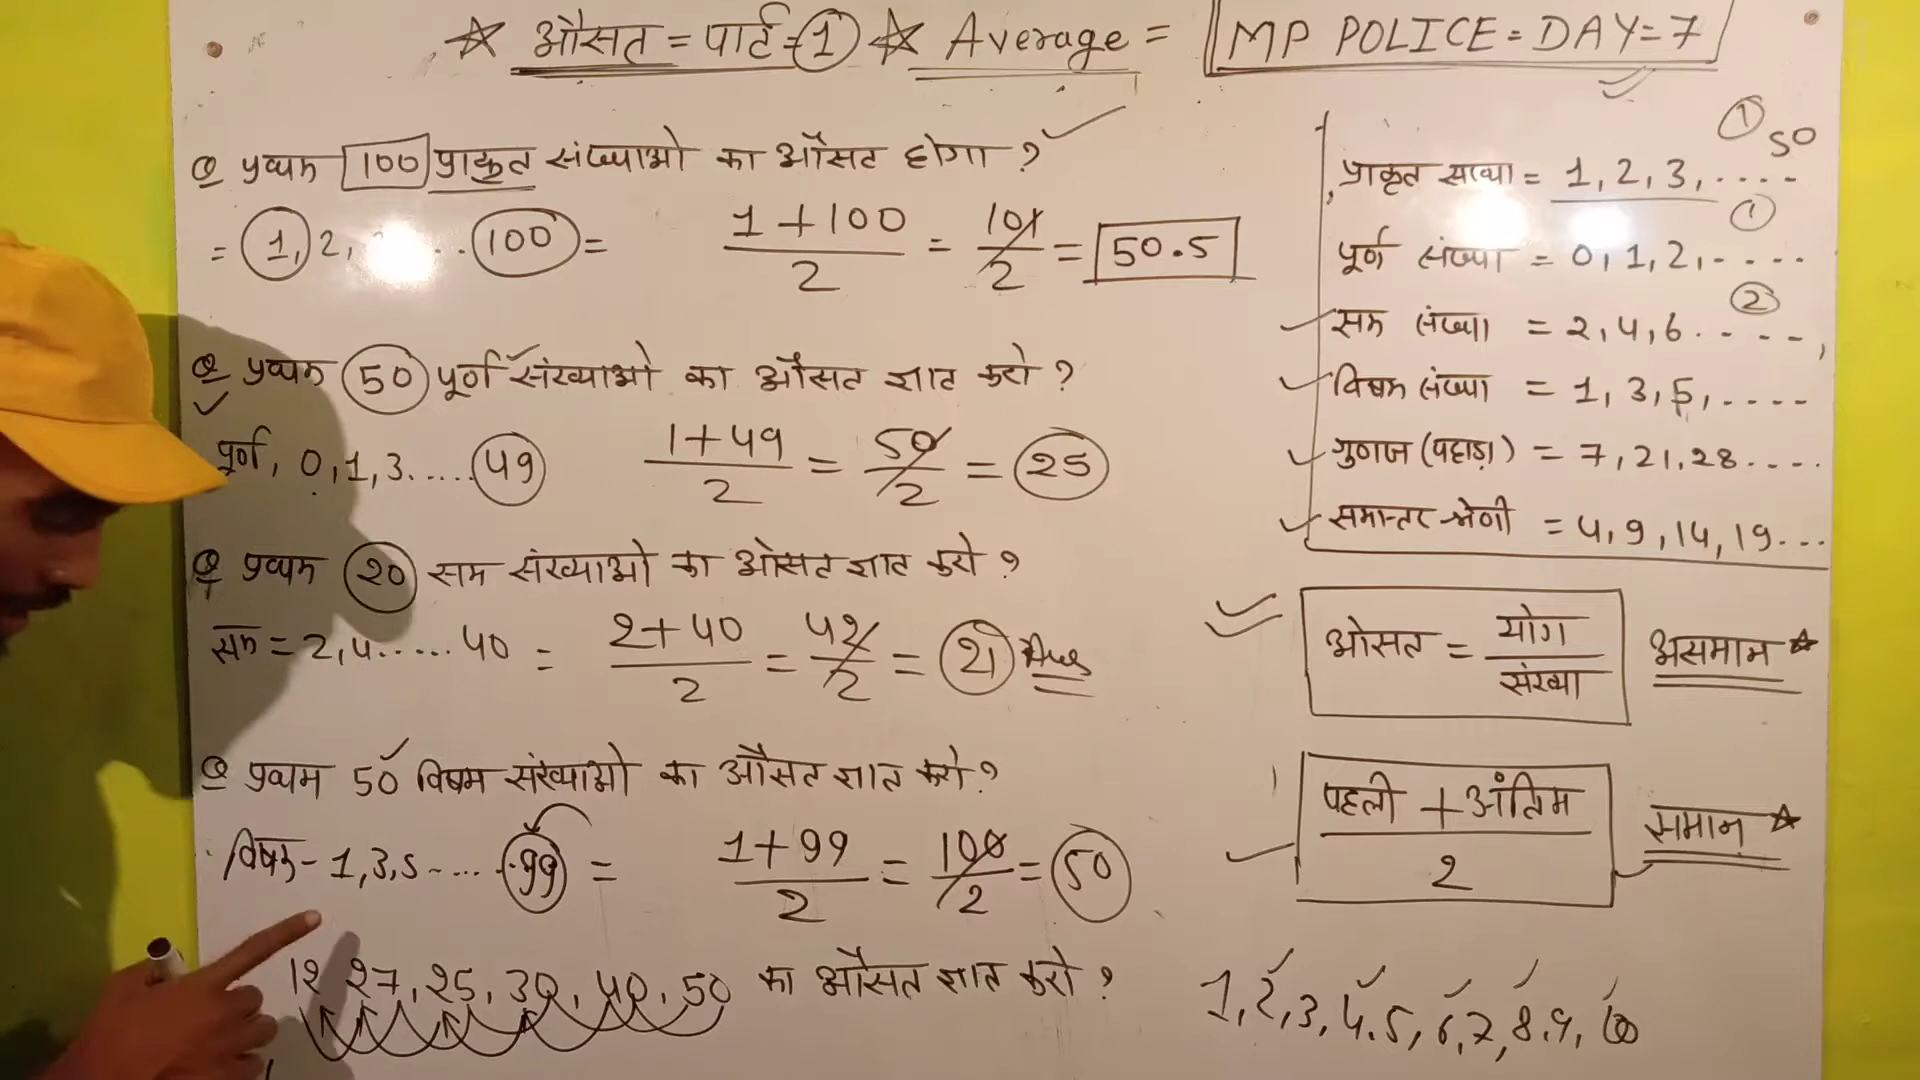 ☆ औसत = पार्ट-① ☆ Average = MP POLICE = DAY=7
Q प्रथम 100 प्राकृत संख्याओ का औसत होगा ?
= 1, 2, .. 100 = 1+100/2 = 101/2 = 50.5
Q प्रथम 50 पूर्ण संख्याओ का औसत ज्ञात करो ?
पूर्ण, 0, 1, 3..... 49 1+49/2 = 50/2 = 25
Q प्रथम 20 सम संख्याओ का औसत ज्ञात करो ?
सम = 2, 4...... 40 = 2+40/2 = 42/2 = 21 Ans
Q प्रथम 50 विषम संख्याओ का औसत ज्ञात करो ?
विषम - 1, 3, 5 ..... 99 = 1+99/2 = 100/2 = 50
12 27, 25, 30, 40, 50 का औसत ज्ञात करो ?
① 50
प्राकृत संख्या = 1, 2, 3, ....
①
पूर्ण संख्या = 0, 1, 2, ....
②
सम संख्या = 2, 4, 6 ....
विषम संख्या = 1, 3, 5, ....
गुणज (पहाड़ा) = 7, 21, 28 ....
समान्तर श्रेणी = 4, 9, 14, 19 ...
औसत = योग/संख्या असमान ☆
पहली + अंतिम/2 समान ☆
1, 2, 3, 4, 5, 6, 7, 8, 9, 10